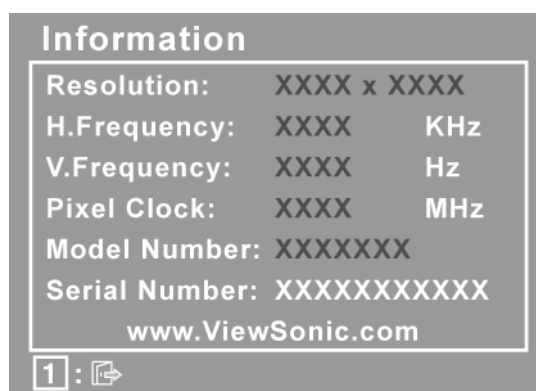 Information
Resolution: XXXX x XXXX
H.Frequency: XXXX KHz
V.Frequency: XXXX Hz
Pixel Clock: XXXX MHz
Model Number: XXXXXXX
Serial Number: XXXXXXXXXXX
www.ViewSonic.com
1 :